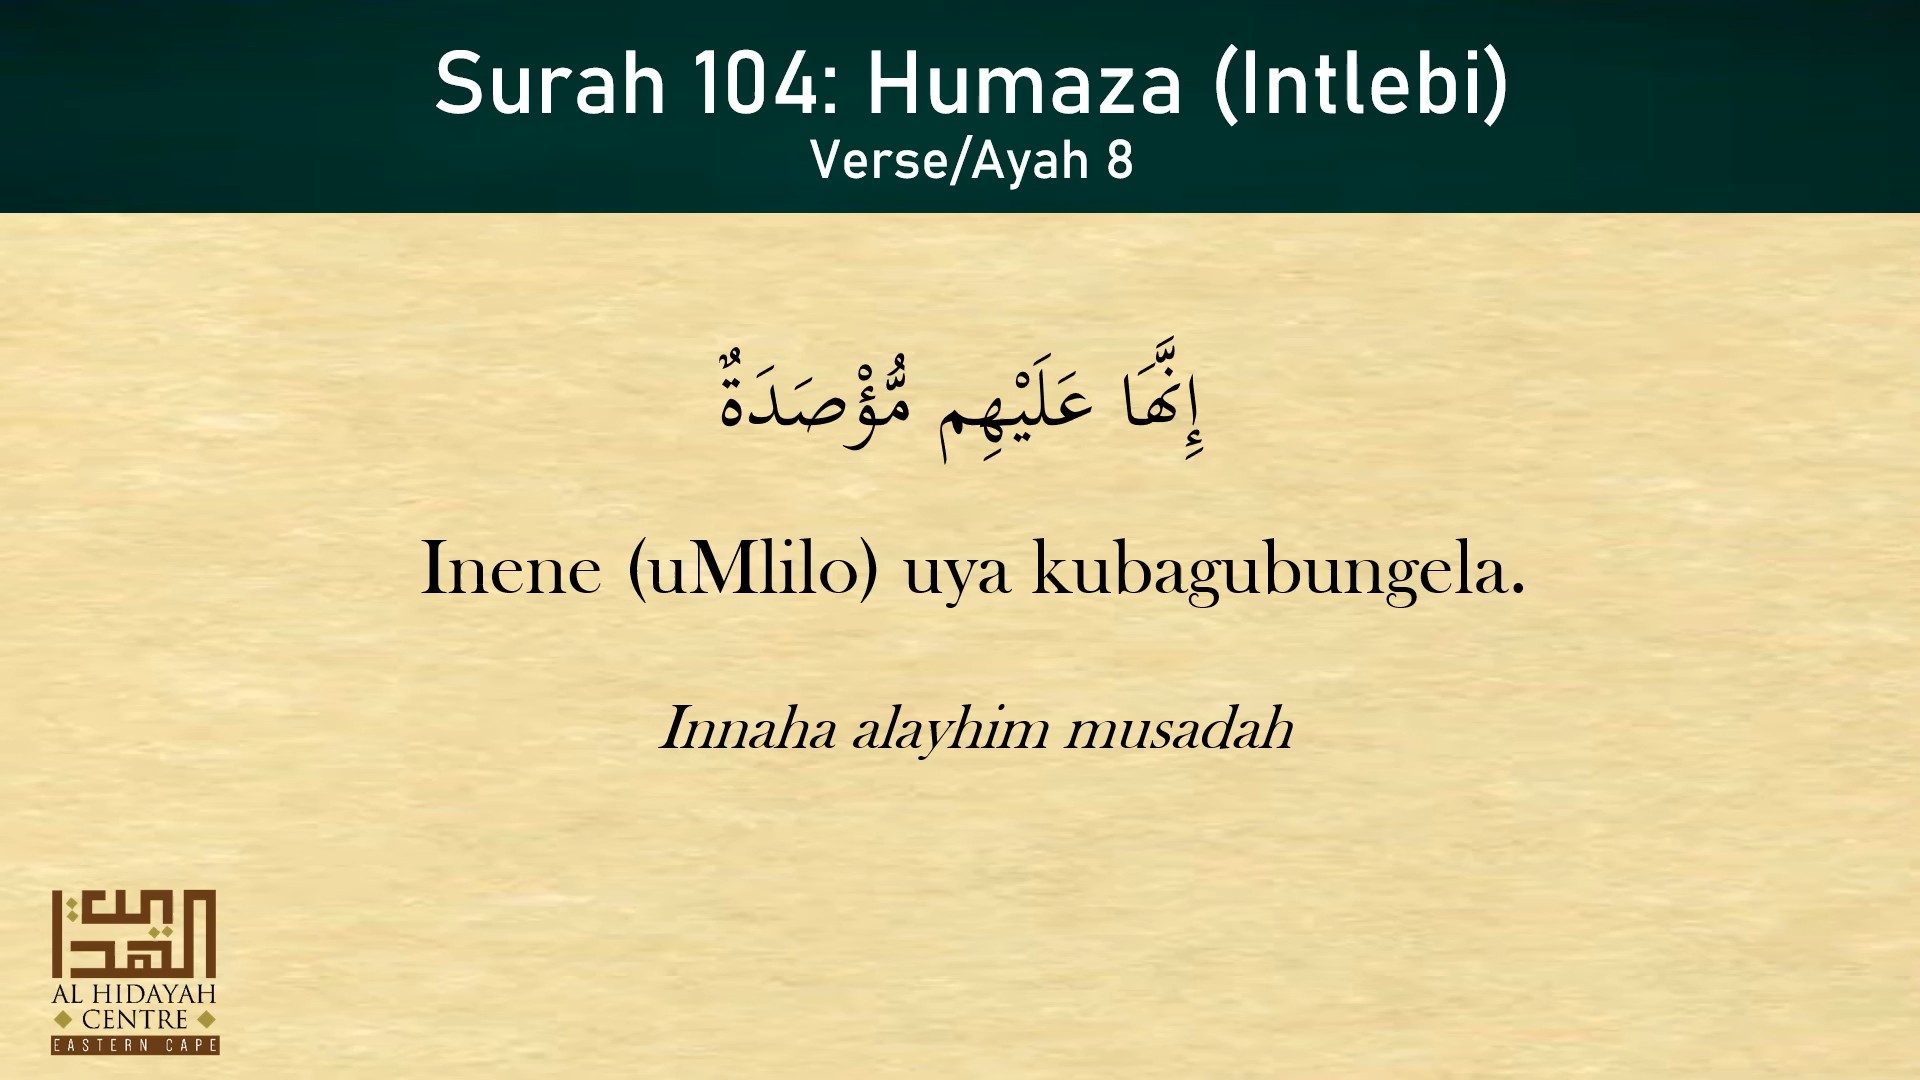 Surah 104: Humaza (Intlebi)
Verse/Ayah 8
إِنَّهَا عَلَيْهِم مُّؤْصَدَةٌ
Inene (uMlilo) uya kubagubungela.
Innaha alayhim musadah
الهداية
AL HIDAYAH
CENTRE
EASTERN CAPE